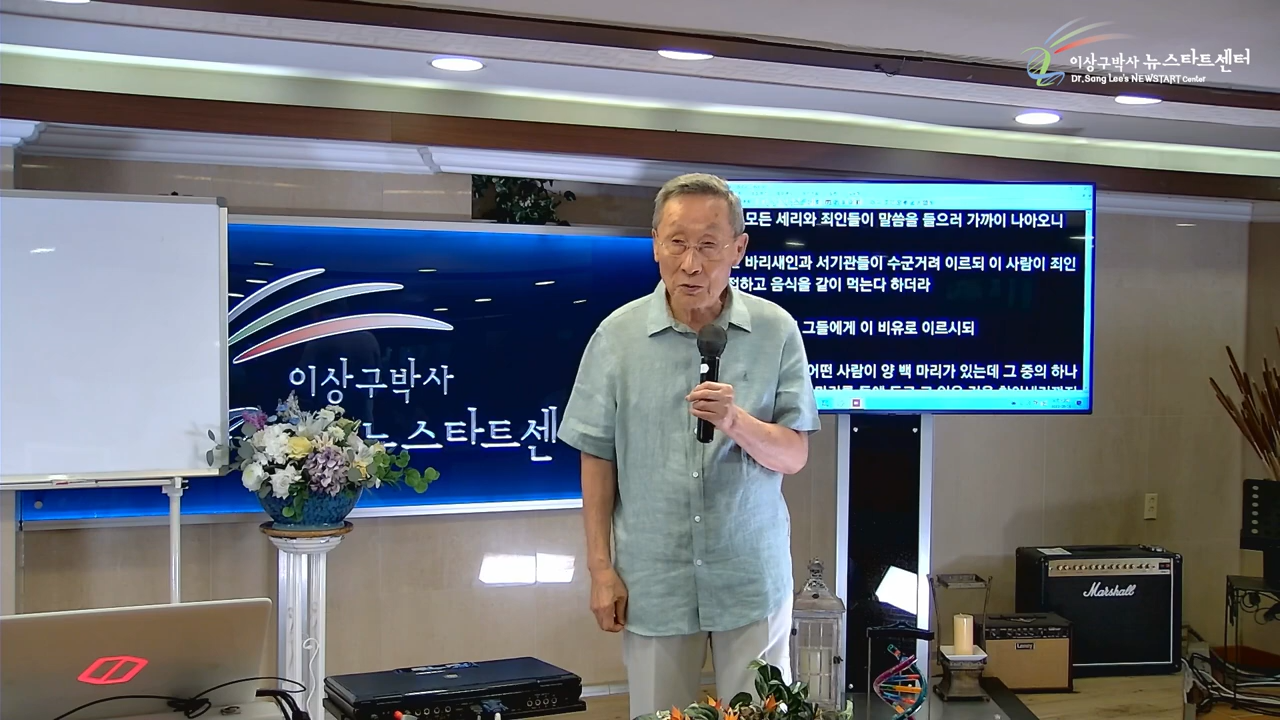 이상구박사 뉴스타트센터
Dr. Sang Lee's NEWSTART Center
모든 세리와 죄인들이 말씀을 들으러 가까이 나아오니
바리새인과 서기관들이 수군거려 이르되 이 사람이 죄인
음식을 같이 먹는다 하더라
그들에게 이 비유로 이르시되
어떤 사람이 양 백 마리가 있는데 그 중의 하나
이상구박사
뉴스타트센
Marshall
Laney